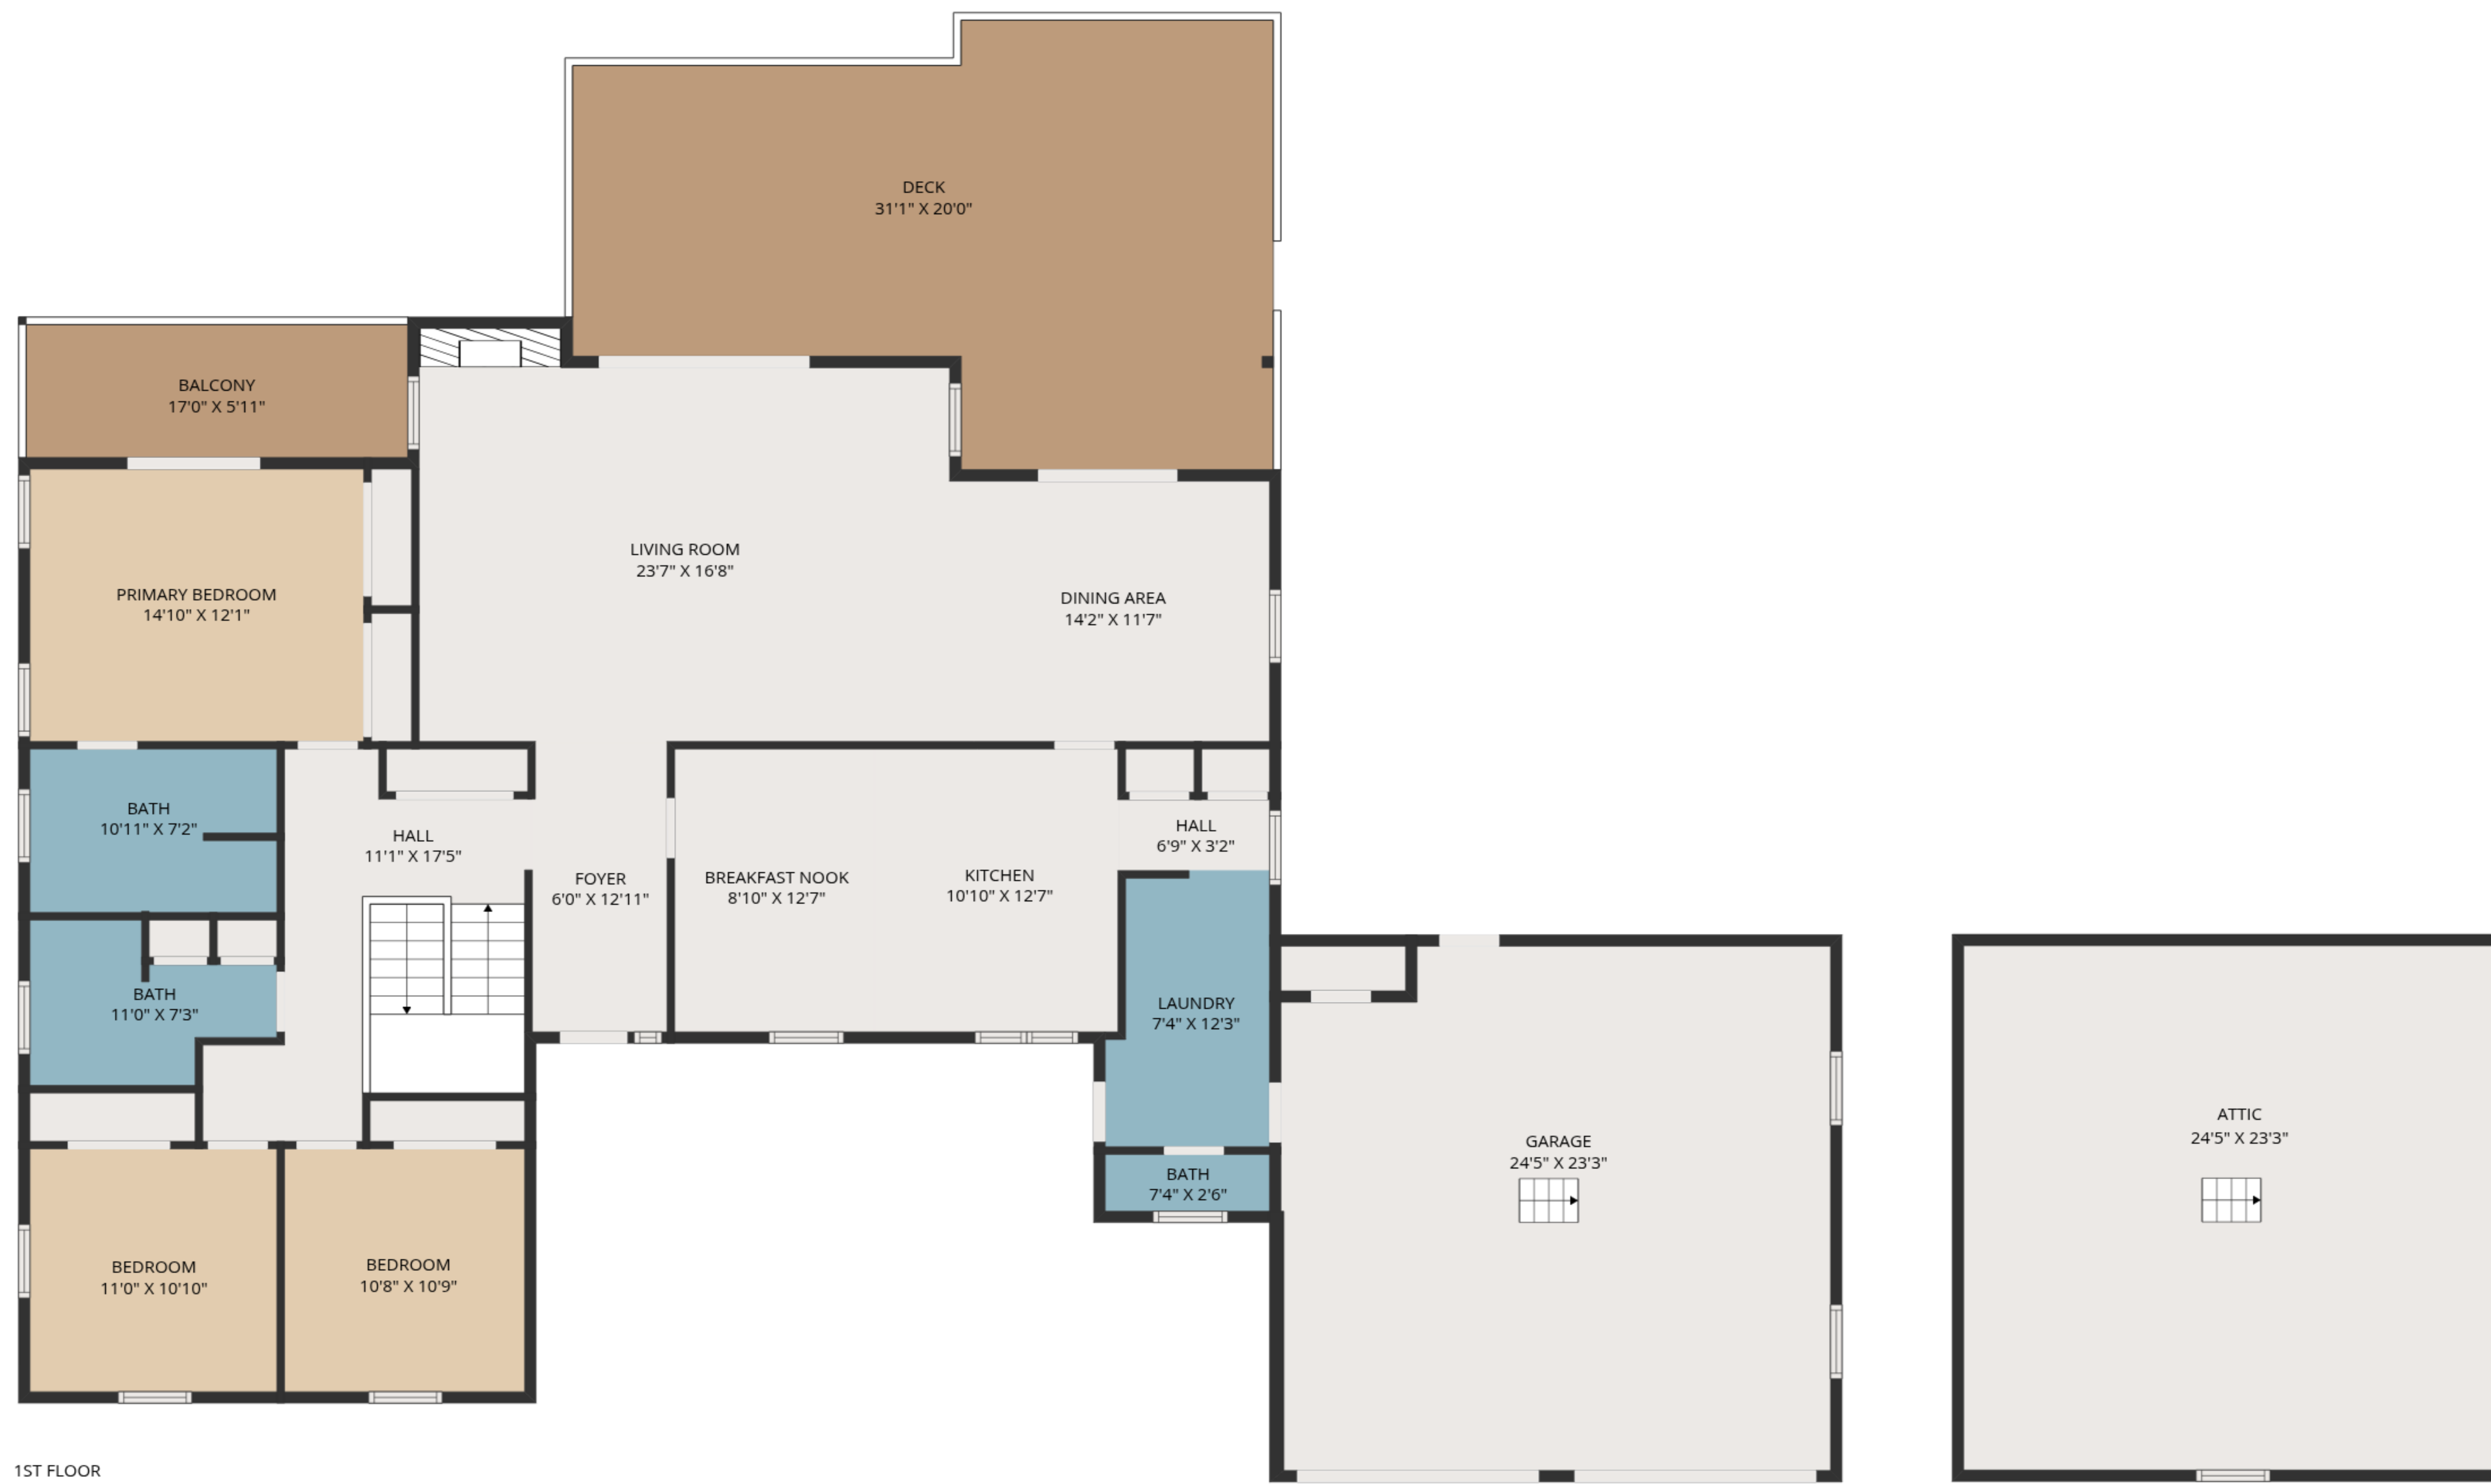 DECK
31'1" X 20'0"
BALCONY
17'0" X 5'11"
LIVING ROOM
23'7" X 16'8"
PRIMARY BEDROOM
14'10" X 12'1"
DINING AREA
14'2" X 11'7"
BATH
10'11" X 7'2"
HALL
11'1" X 17'5"
FOYER
6'0" X 12'11"
BREAKFAST NOOK
8'10" X 12'7"
KITCHEN
10'10" X 12'7"
HALL
6'9" X 3'2"
BATH
11'0" X 7'3"
LAUNDRY
7'4" X 12'3"
GARAGE
24'5" X 23'3"
ATTIC
24'5" X 23'3"
BATH
7'4" X 2'6"
BEDROOM
11'0" X 10'10"
BEDROOM
10'8" X 10'9"
1ST FLOOR